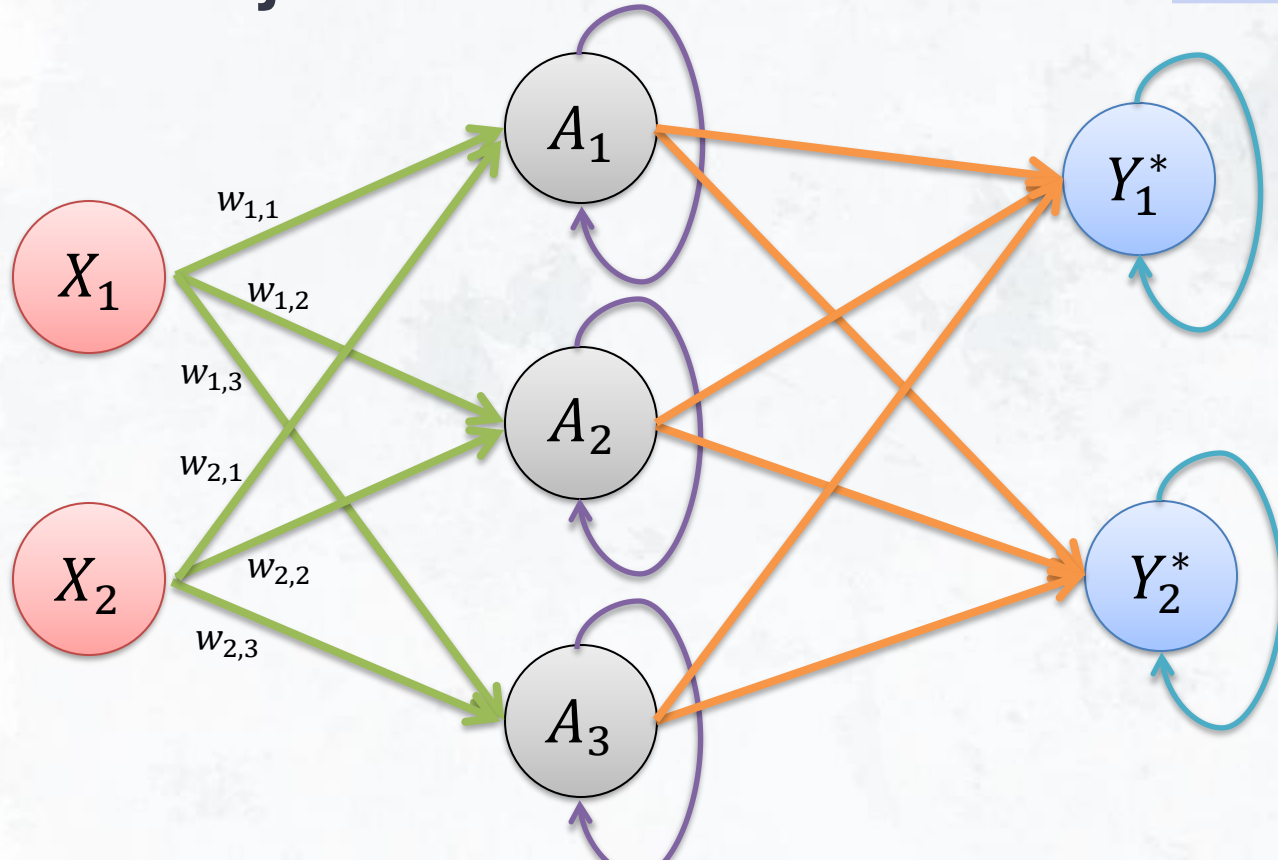 A₁
Y₁*
w₁,₁
X₁
w₁,₂
w₁,₃
A₂
w₂,₁
w₂,₂
X₂
Y₂*
w₂,₃
A₃